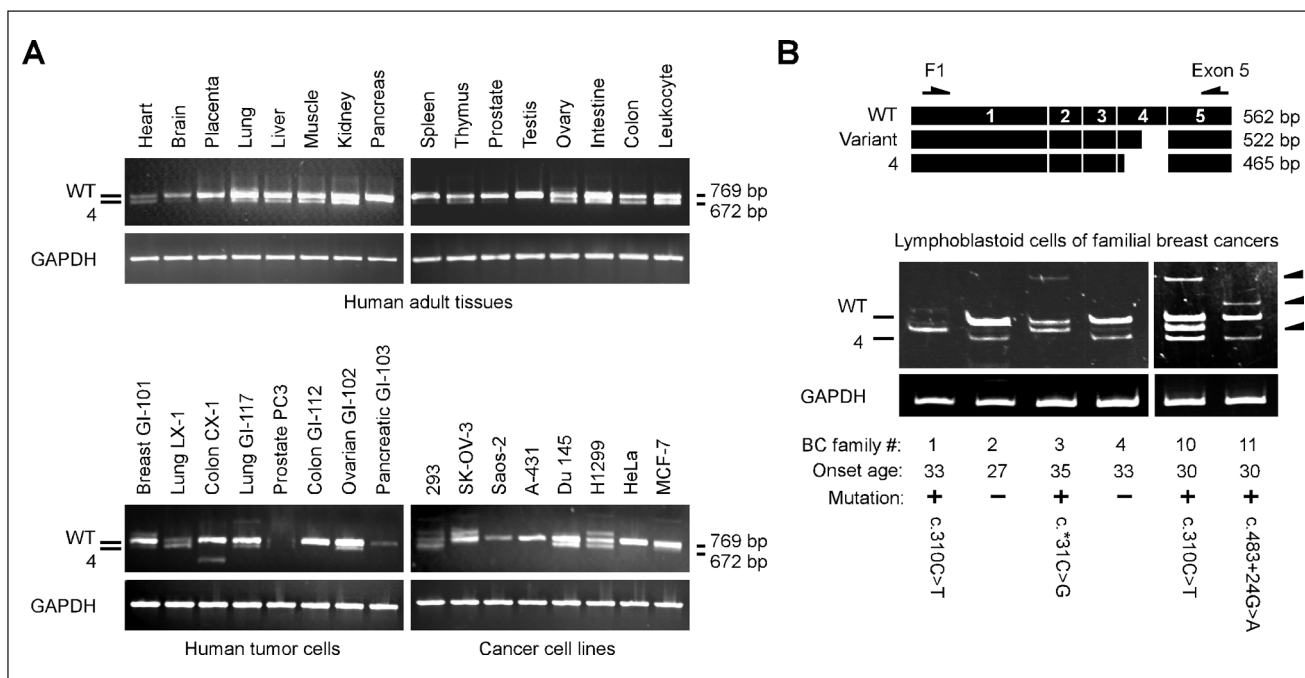 A
Heart
Brain
Placenta
Lung
Liver
Muscle
Kidney
Pancreas
Spleen
Thymus
Prostate
Testis
Ovary
Intestine
Colon
Leukocyte
WT
4
769 bp
672 bp
GAPDH
Human adult tissues
Breast GI-101
Lung LX-1
Colon CX-1
Lung GI-117
Prostate PC3
Colon GI-112
Ovarian GI-102
Pancreatic GI-103
293
SK-OV-3
Saos-2
A-431
Du 145
H1299
HeLa
MCF-7
WT
4
769 bp
672 bp
GAPDH
Human tumor cells
Cancer cell lines
B
F1 Exon 5
WT 1 2 3 4 5 562 bp
Variant 522 bp
4 465 bp
Lymphoblastoid cells of familial breast cancers
WT
4
GAPDH
BC family #: 1 2 3 4 10 11
Onset age: 33 27 35 33 30 30
Mutation: + − + − + +
c.310C>T
c.*31C>G
c.310C>T
c.483+24G>A